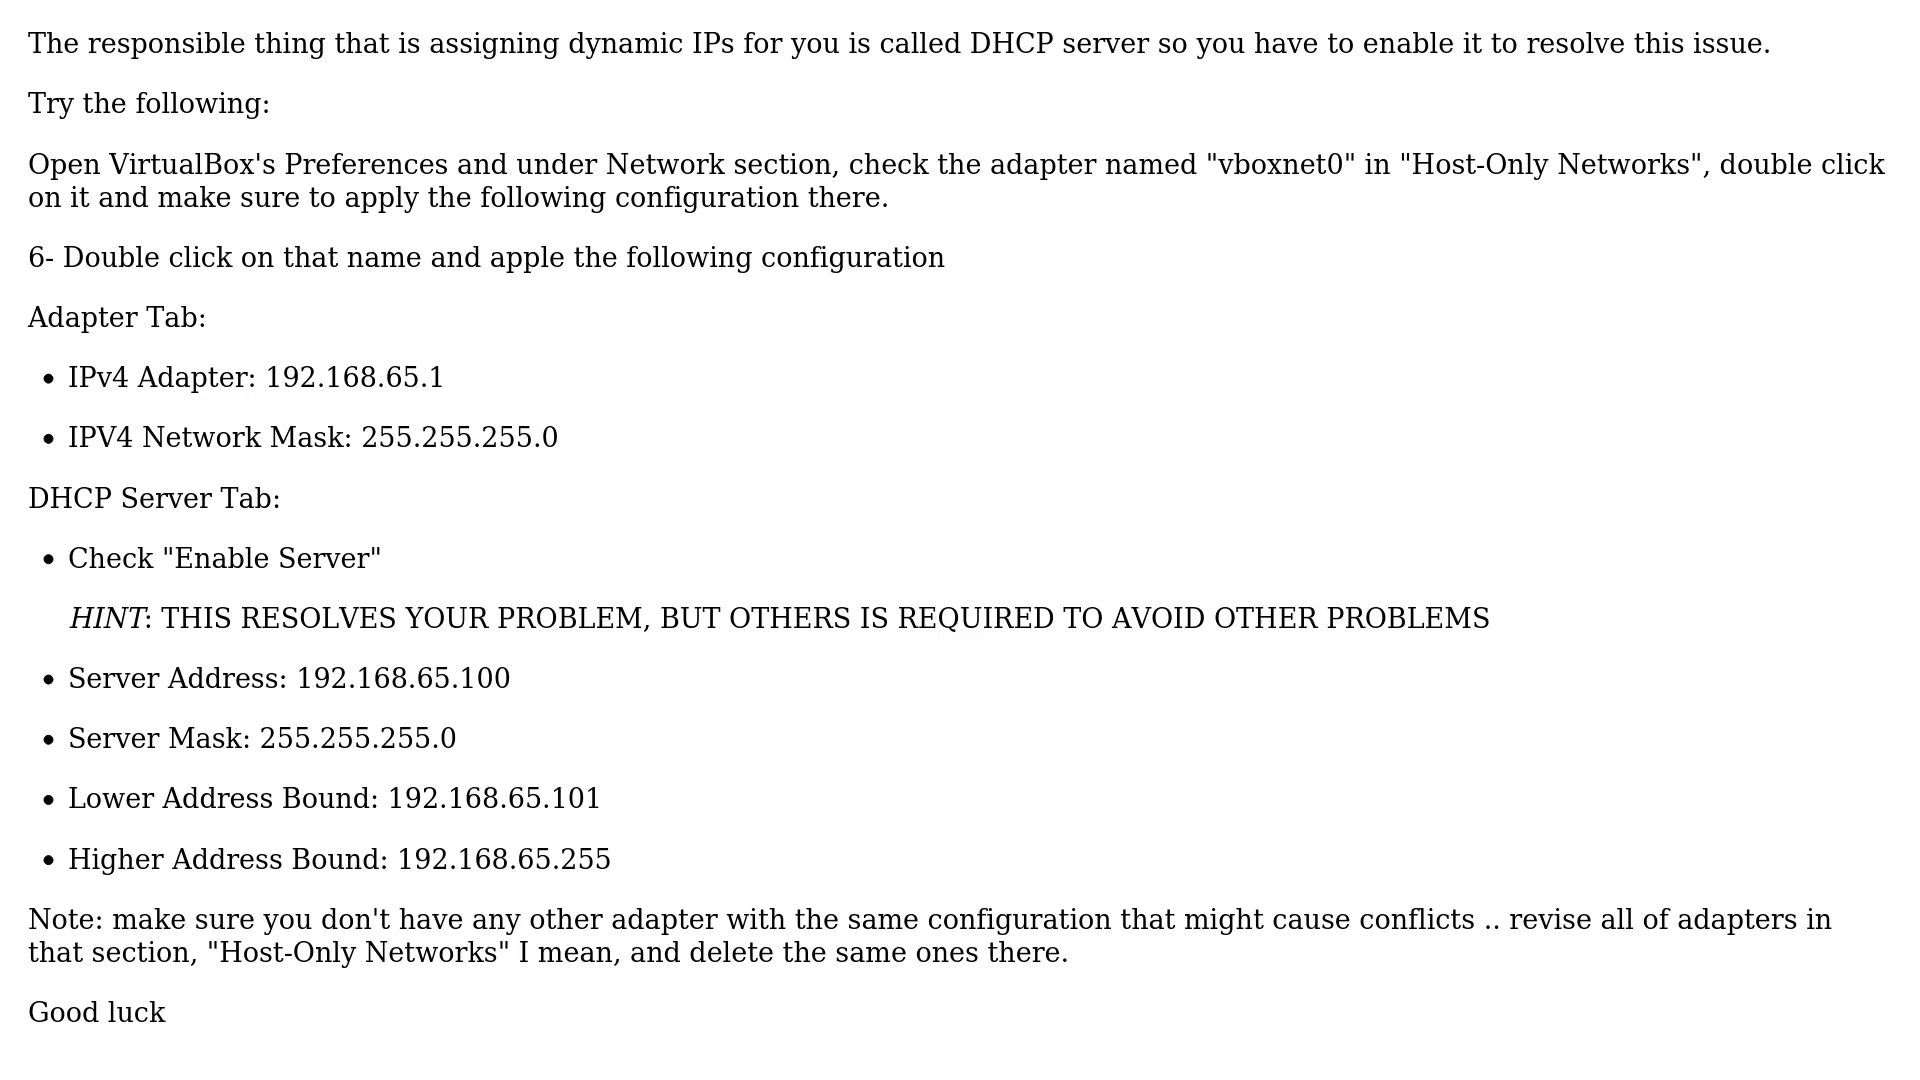 The responsible thing that is assigning dynamic IPs for you is called DHCP server so you have to enable it to resolve this issue.
Try the following:
Open VirtualBox's Preferences and under Network section, check the adapter named "vboxnet0" in "Host-Only Networks", double click
on it and make sure to apply the following configuration there.
6- Double click on that name and apple the following configuration
Adapter Tab:
• IPv4 Adapter: 192.168.65.1
• IPV4 Network Mask: 255.255.255.0
DHCP Server Tab:
• Check "Enable Server"
HINT: THIS RESOLVES YOUR PROBLEM, BUT OTHERS IS REQUIRED TO AVOID OTHER PROBLEMS
• Server Address: 192.168.65.100
• Server Mask: 255.255.255.0
• Lower Address Bound: 192.168.65.101
• Higher Address Bound: 192.168.65.255
Note: make sure you don't have any other adapter with the same configuration that might cause conflicts .. revise all of adapters in
that section, "Host-Only Networks" I mean, and delete the same ones there.
Good luck